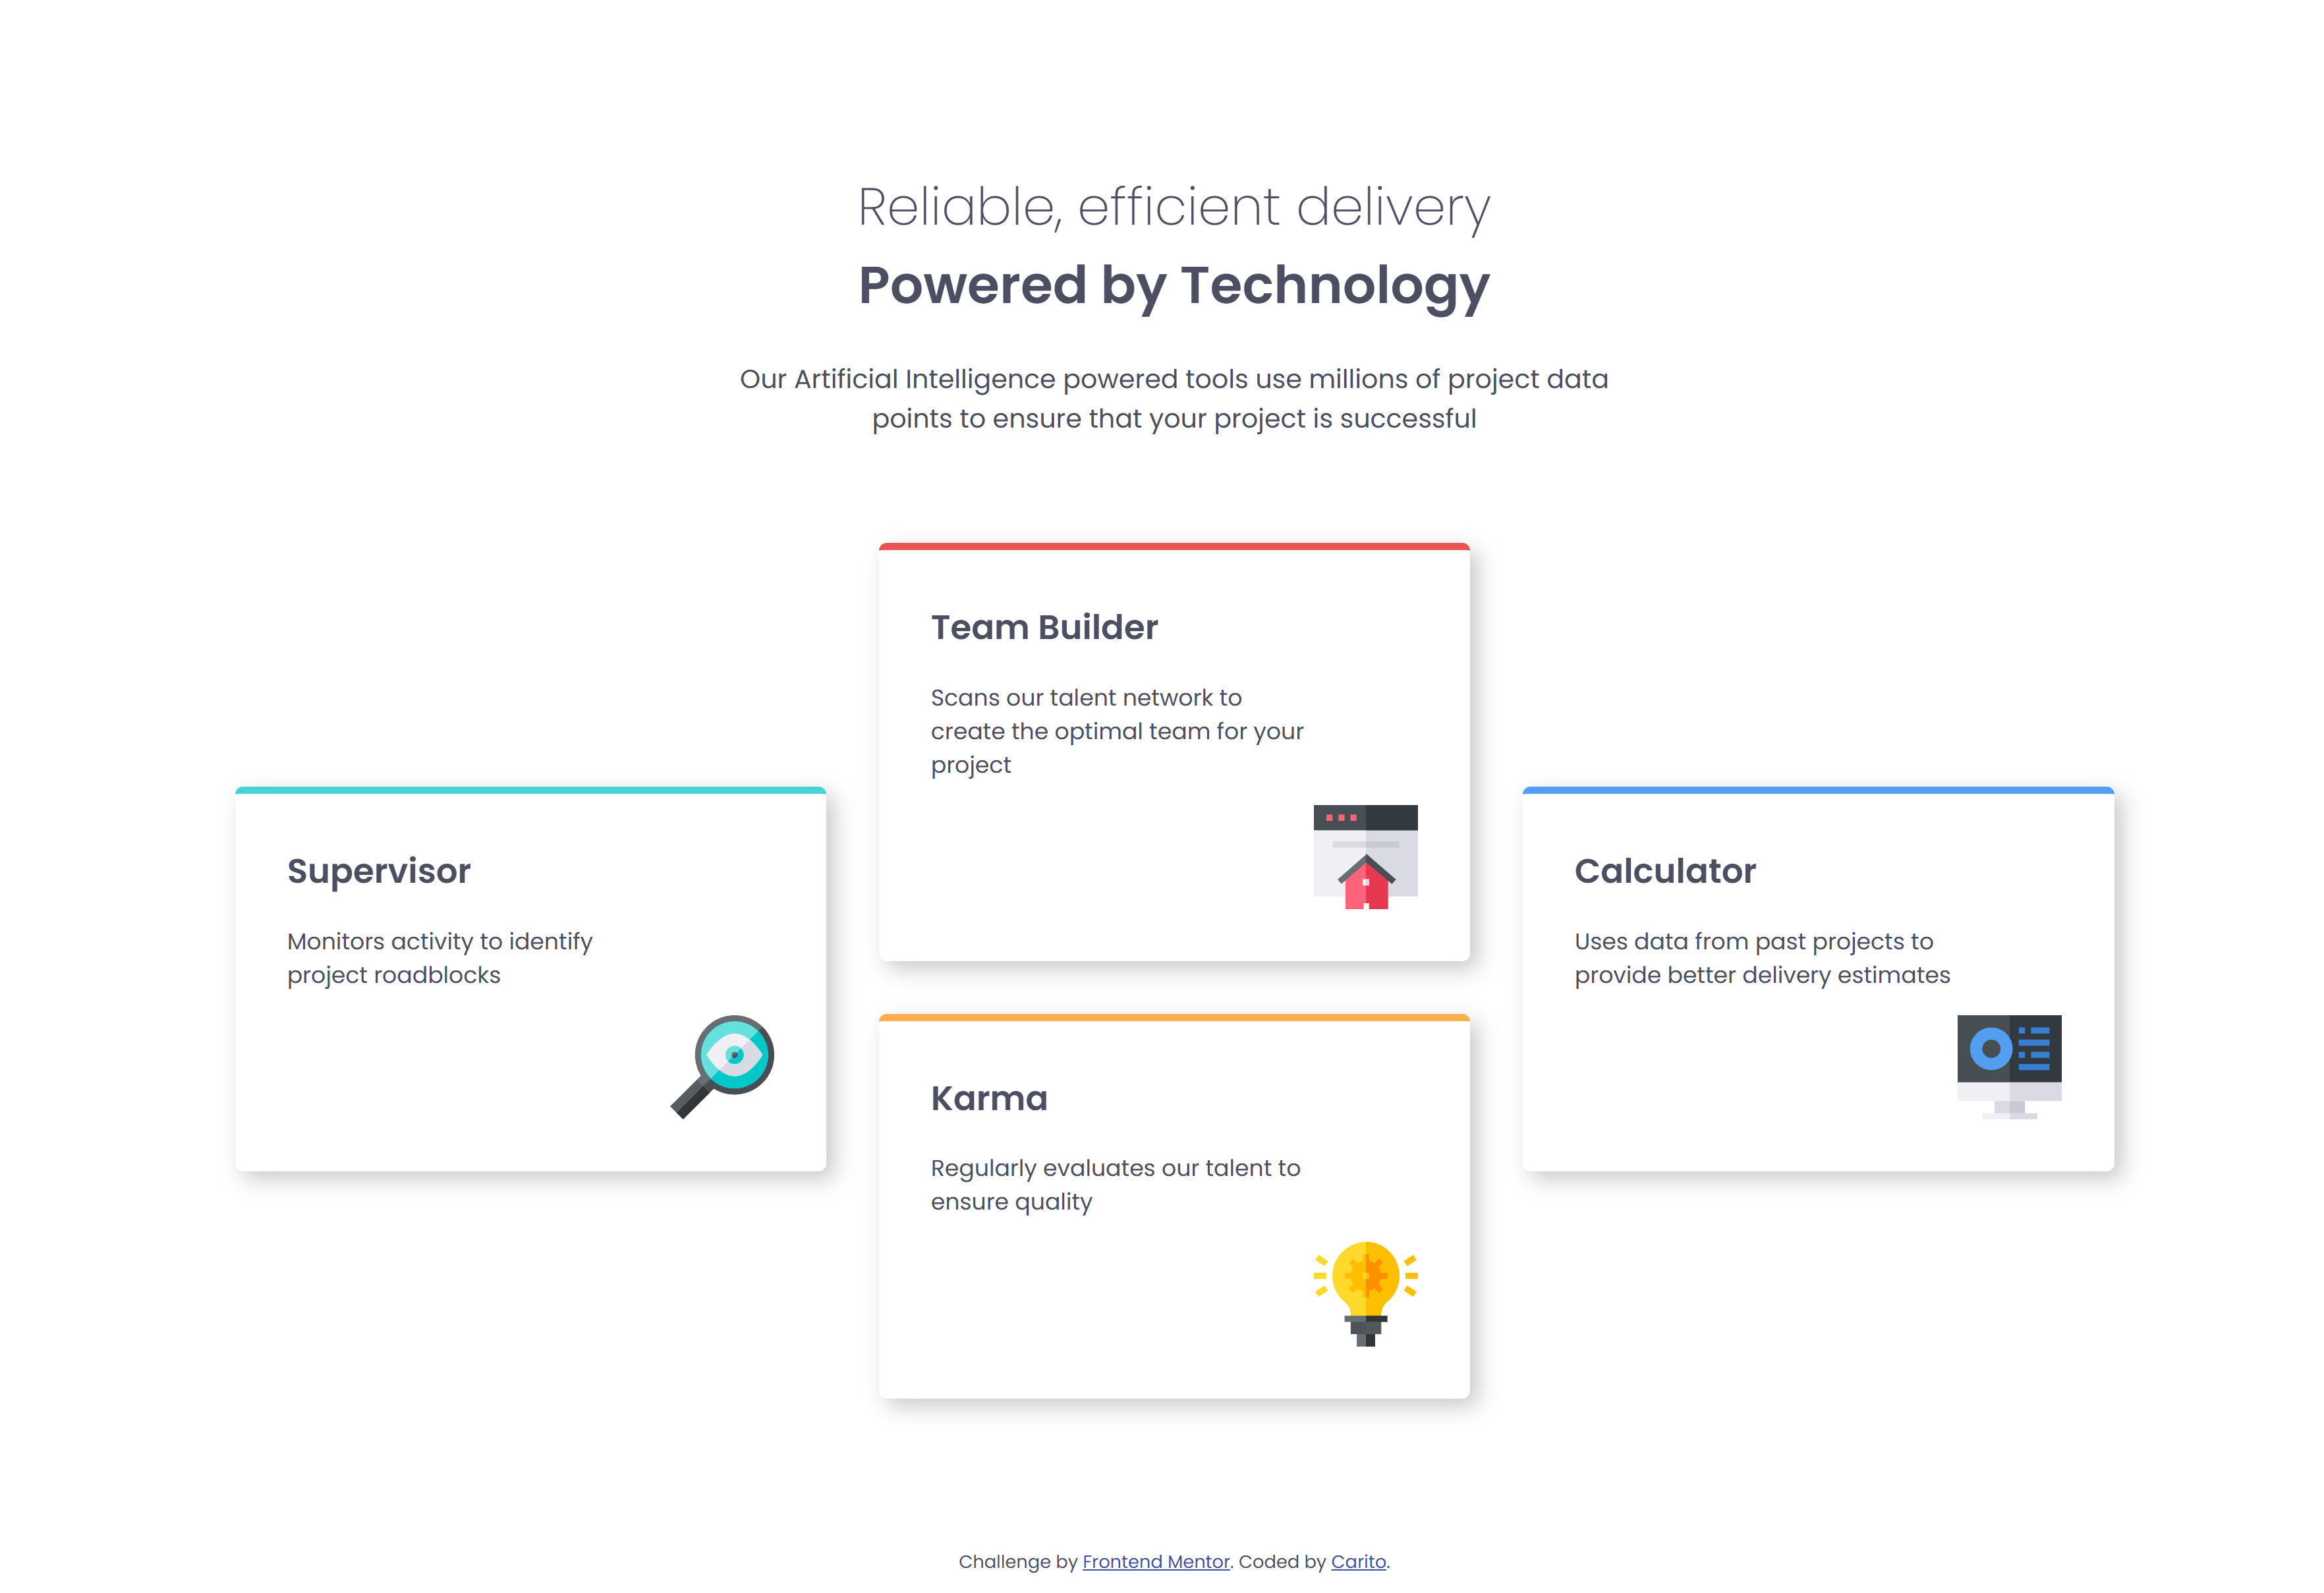 Reliable, efficient delivery
Powered by Technology
Our Artificial Intelligence powered tools use millions of project data
points to ensure that your project is successful
Supervisor
Monitors activity to identify
project roadblocks
Team Builder
Scans our talent network to
create the optimal team for your
project
Karma
Regularly evaluates our talent to
ensure quality
Calculator
Uses data from past projects to
provide better delivery estimates
Challenge by Frontend Mentor. Coded by Carito.